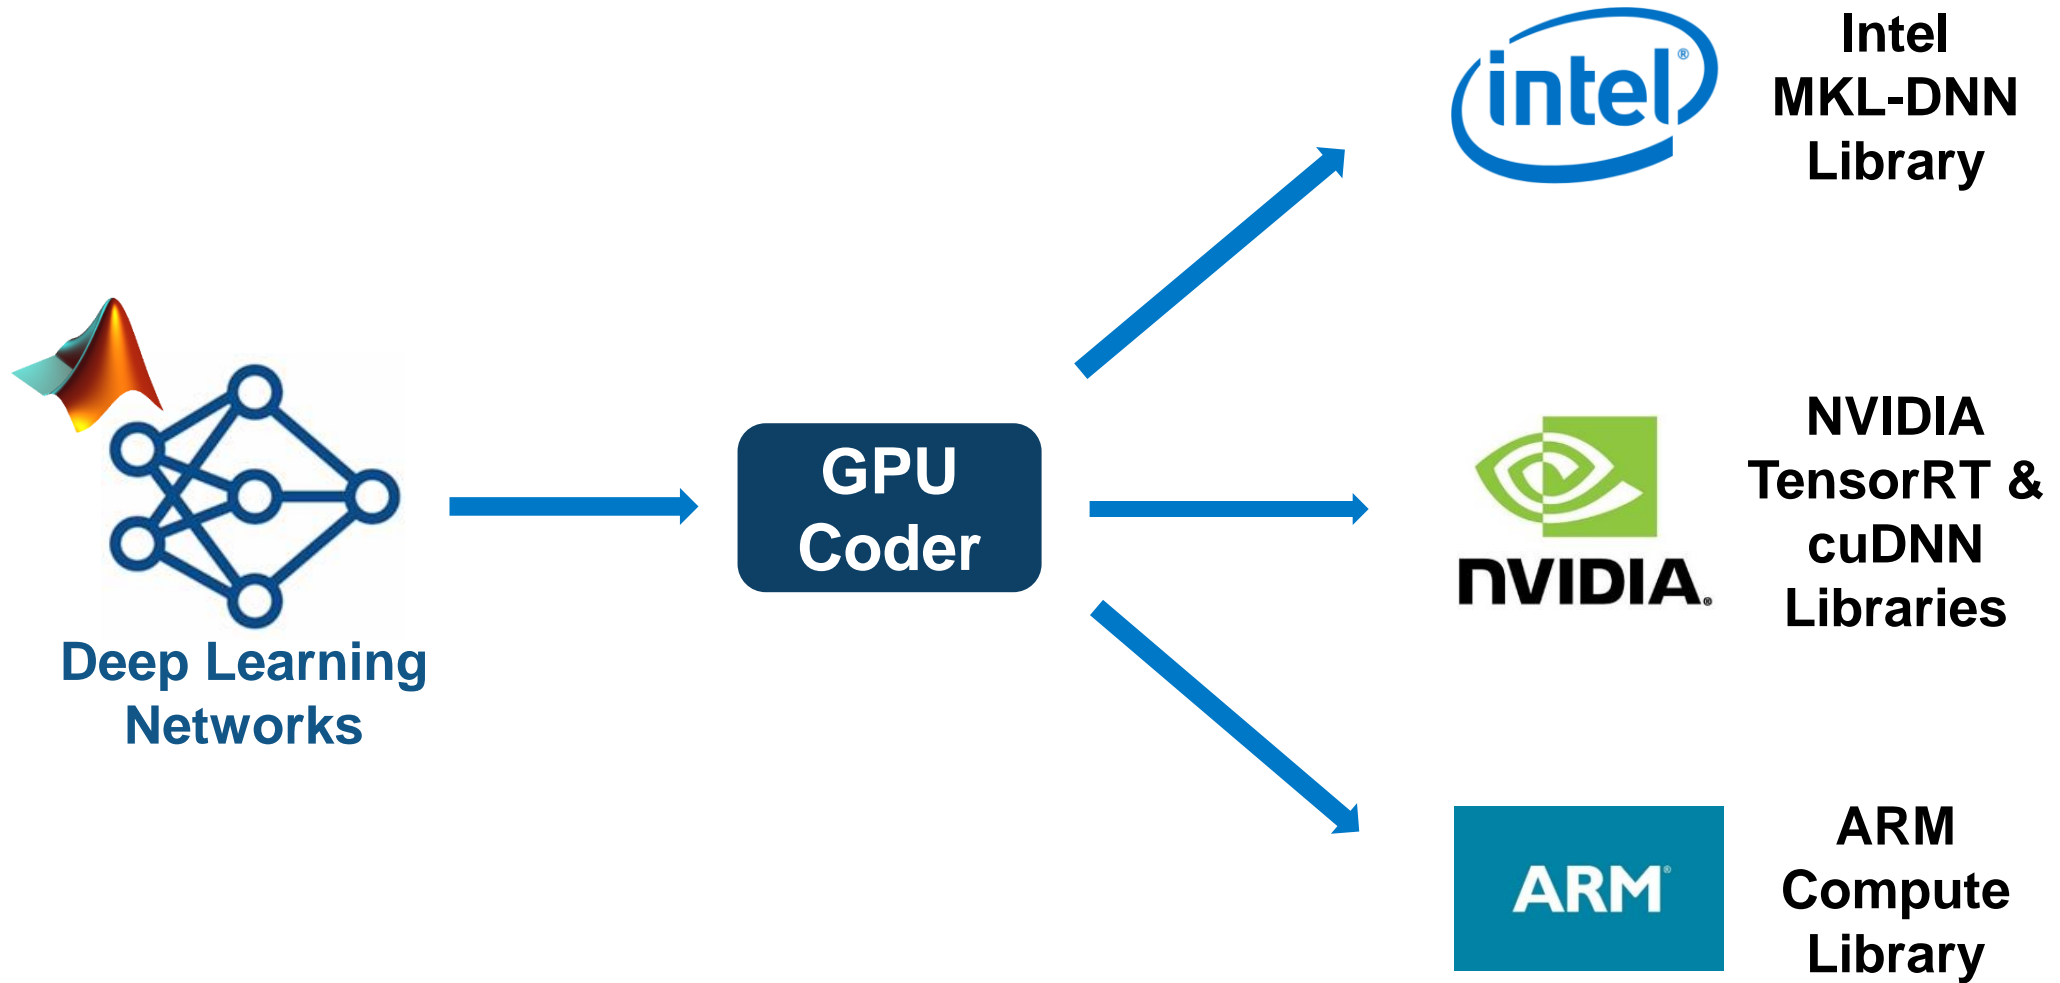 Deep Learning
Networks
GPU
Coder
intel®
Intel
MKL-DNN
Library
NVIDIA®
NVIDIA
TensorRT &
cuDNN
Libraries
ARM®
ARM
Compute
Library